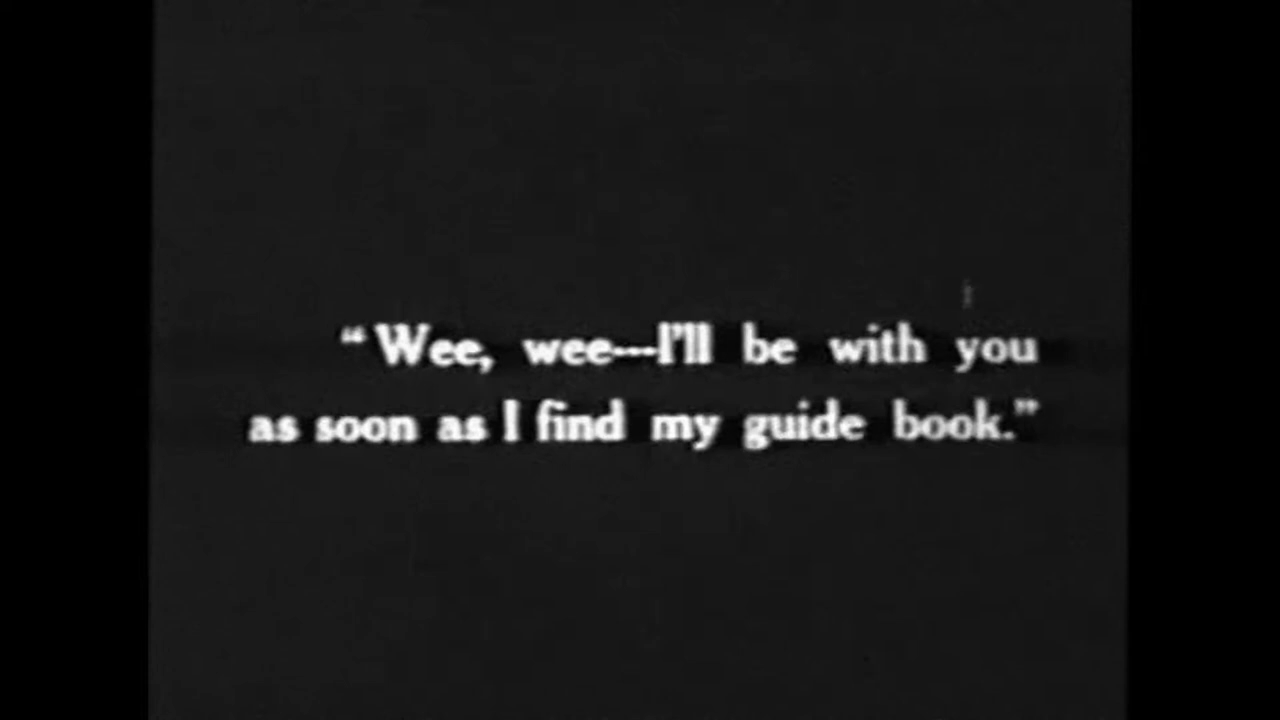 “Wee, wee---I'll be with you
as soon as I find my guide book.”